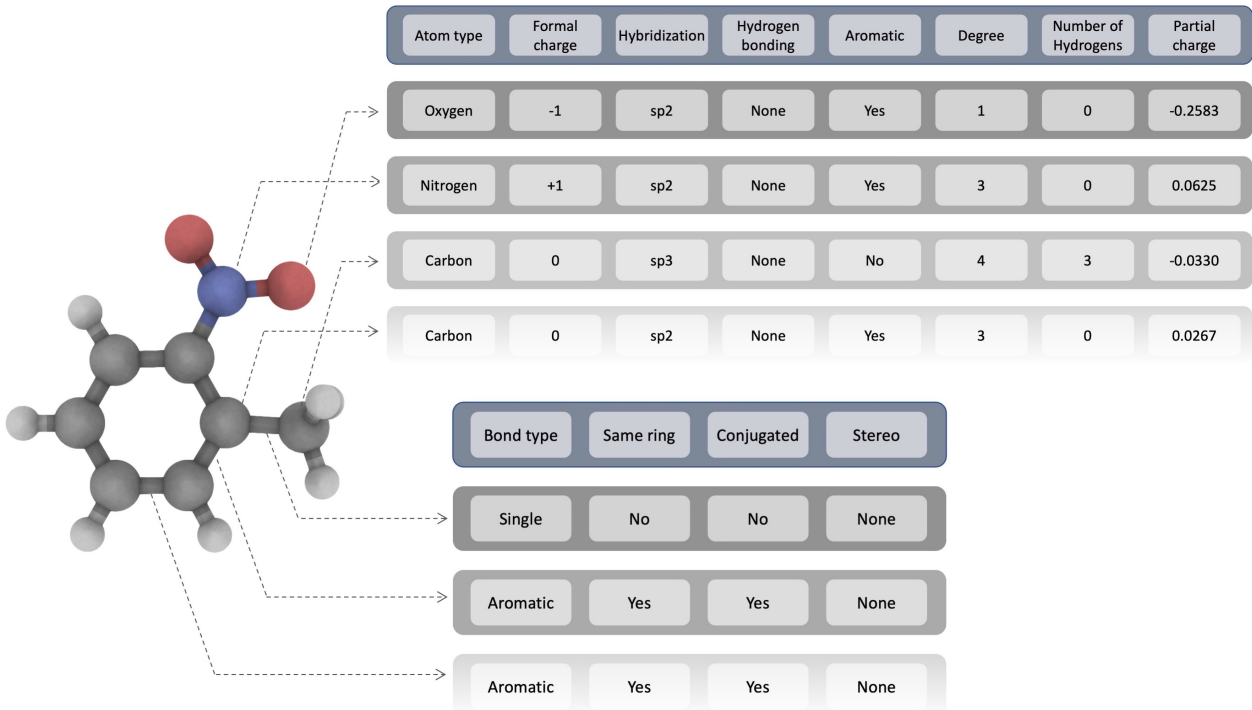 Atom type Formal charge Hybridization Hydrogen bonding Aromatic Degree Number of Hydrogens Partial charge
Oxygen -1 sp2 None Yes 1 0 -0.2583
Nitrogen +1 sp2 None Yes 3 0 0.0625
Carbon 0 sp3 None No 4 3 -0.0330
Carbon 0 sp2 None Yes 3 0 0.0267
Bond type Same ring Conjugated Stereo
Single No No None
Aromatic Yes Yes None
Aromatic Yes Yes None